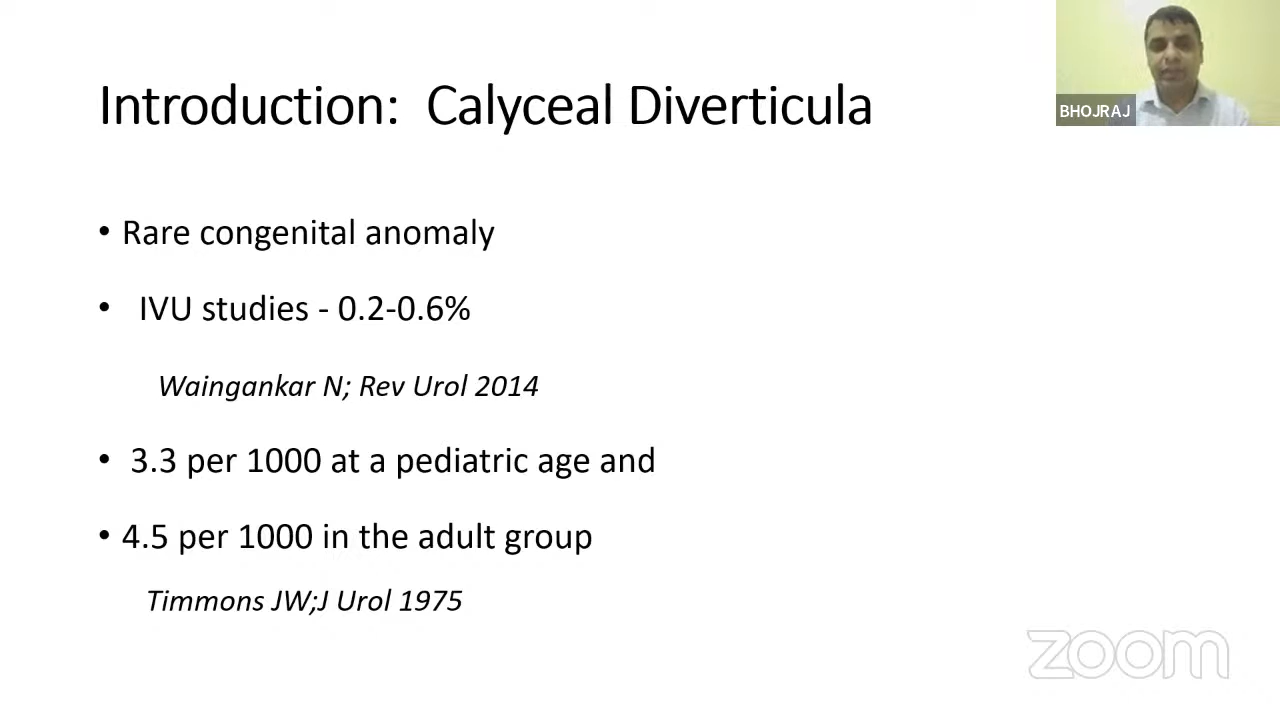 Introduction: Calyceal Diverticula
BHOJRAJ
• Rare congenital anomaly
• IVU studies - 0.2-0.6%
Waingankar N; Rev Urol 2014
• 3.3 per 1000 at a pediatric age and
• 4.5 per 1000 in the adult group
Timmons JW;J Urol 1975
zoom